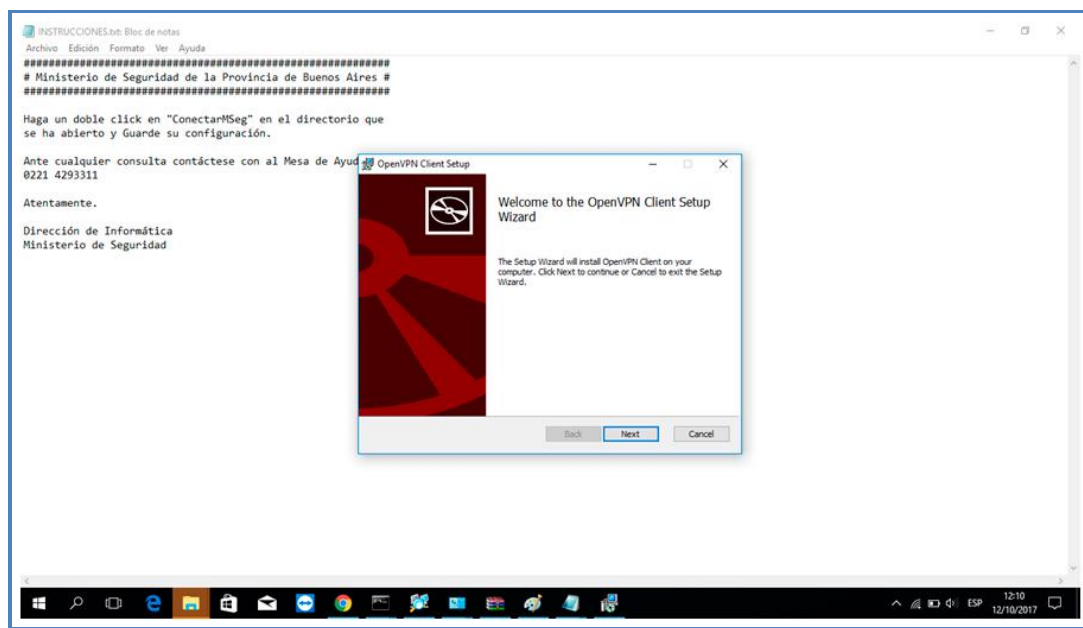 INSTRUCCIONES.txt: Bloc de notas
Archivo Edición Formato Ver Ayuda
###########################################################
# Ministerio de Seguridad de la Provincia de Buenos Aires #
###########################################################
Haga un doble click en "ConectarMSeg" en el directorio que
se ha abierto y Guarde su configuración.
Ante cualquier consulta contáctese con al Mesa de Ayud
0221 4293311
Atentamente.
Dirección de Informática
Ministerio de Seguridad
OpenVPN Client Setup
Welcome to the OpenVPN Client Setup
Wizard
The Setup Wizard will install OpenVPN Client on your
computer. Click Next to continue or Cancel to exit the Setup
Wizard.
Back Next Cancel
ESP
12:10
12/10/2017